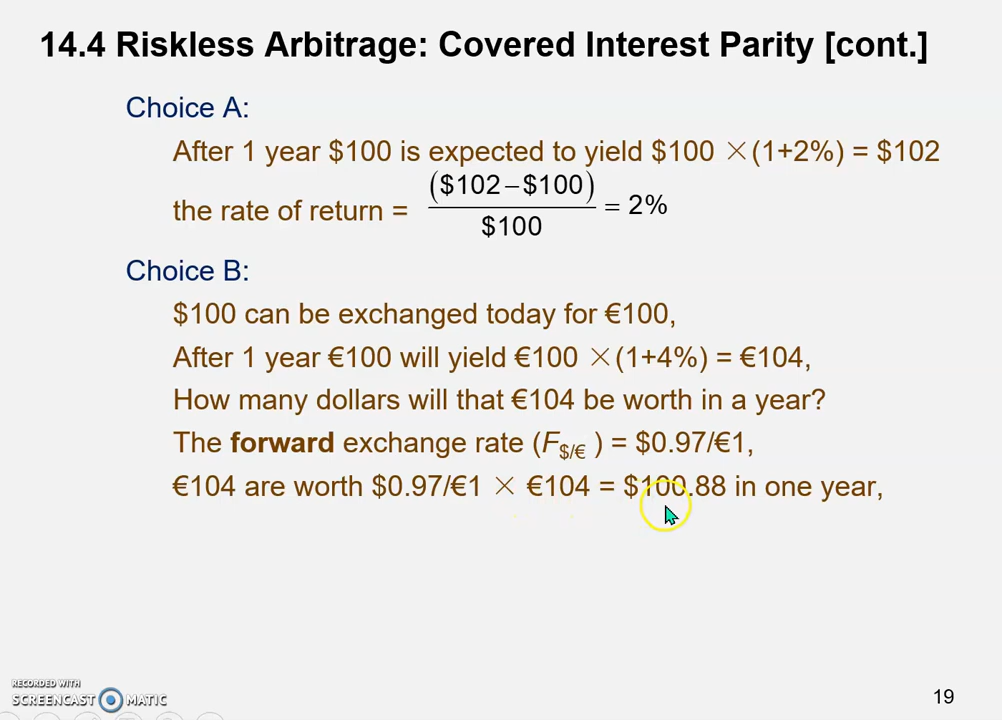 14.4 Riskless Arbitrage: Covered Interest Parity [cont.]
Choice A:
After 1 year $100 is expected to yield $100 ×(1+2%) = $102
the rate of return = ($102−$100) / $100 = 2%
Choice B:
$100 can be exchanged today for €100,
After 1 year €100 will yield €100 ×(1+4%) = €104,
How many dollars will that €104 be worth in a year?
The forward exchange rate (F$/€ ) = $0.97/€1,
€104 are worth $0.97/€1 × €104 = $100.88 in one year,
RECORDED WITH
SCREENCAST MATIC
19